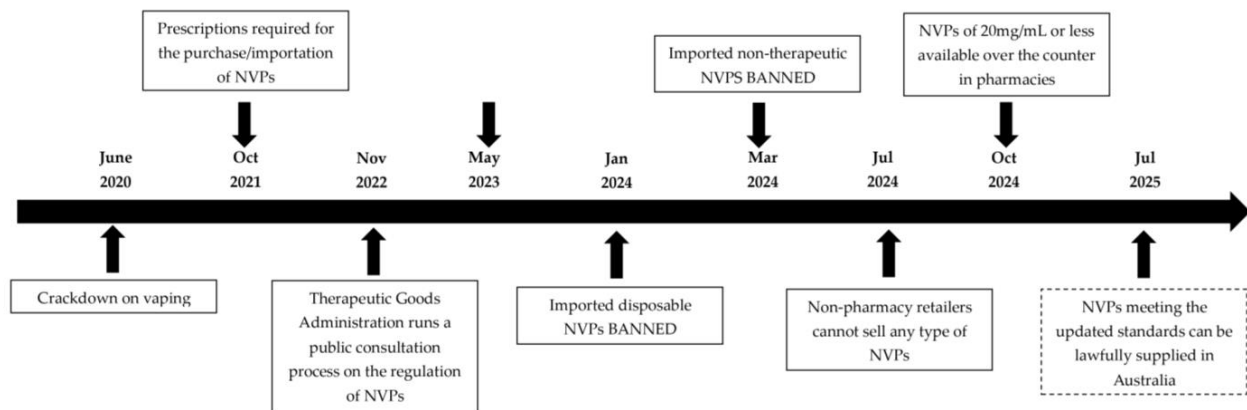 Prescriptions required for
the purchase/importation
of NVPs
Imported non-therapeutic
NVPS BANNED
NVPs of 20mg/mL or less
available over the counter
in pharmacies
June
2020
Oct
2021
Nov
2022
May
2023
Jan
2024
Mar
2024
Jul
2024
Oct
2024
Jul
2025
Crackdown on vaping
Therapeutic Goods
Administration runs a
public consultation
process on the regulation
of NVPs
Imported disposable
NVPs BANNED
Non-pharmacy retailers
cannot sell any type of
NVPs
NVPs meeting the
updated standards can be
lawfully supplied in
Australia